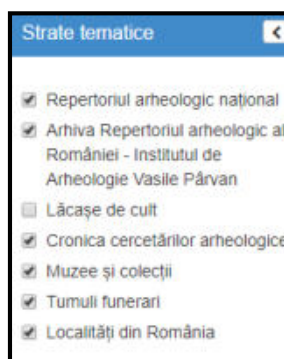 Strate tematice
Repertoriul arheologic național
Arhiva Repertoriul arheologic al
României - Institutul de
Arheologie Vasile Pârvan
Lăcașe de cult
Cronica cercetărilor arheologice
Muzee și colecții
Tumuli funerari
Localități din România